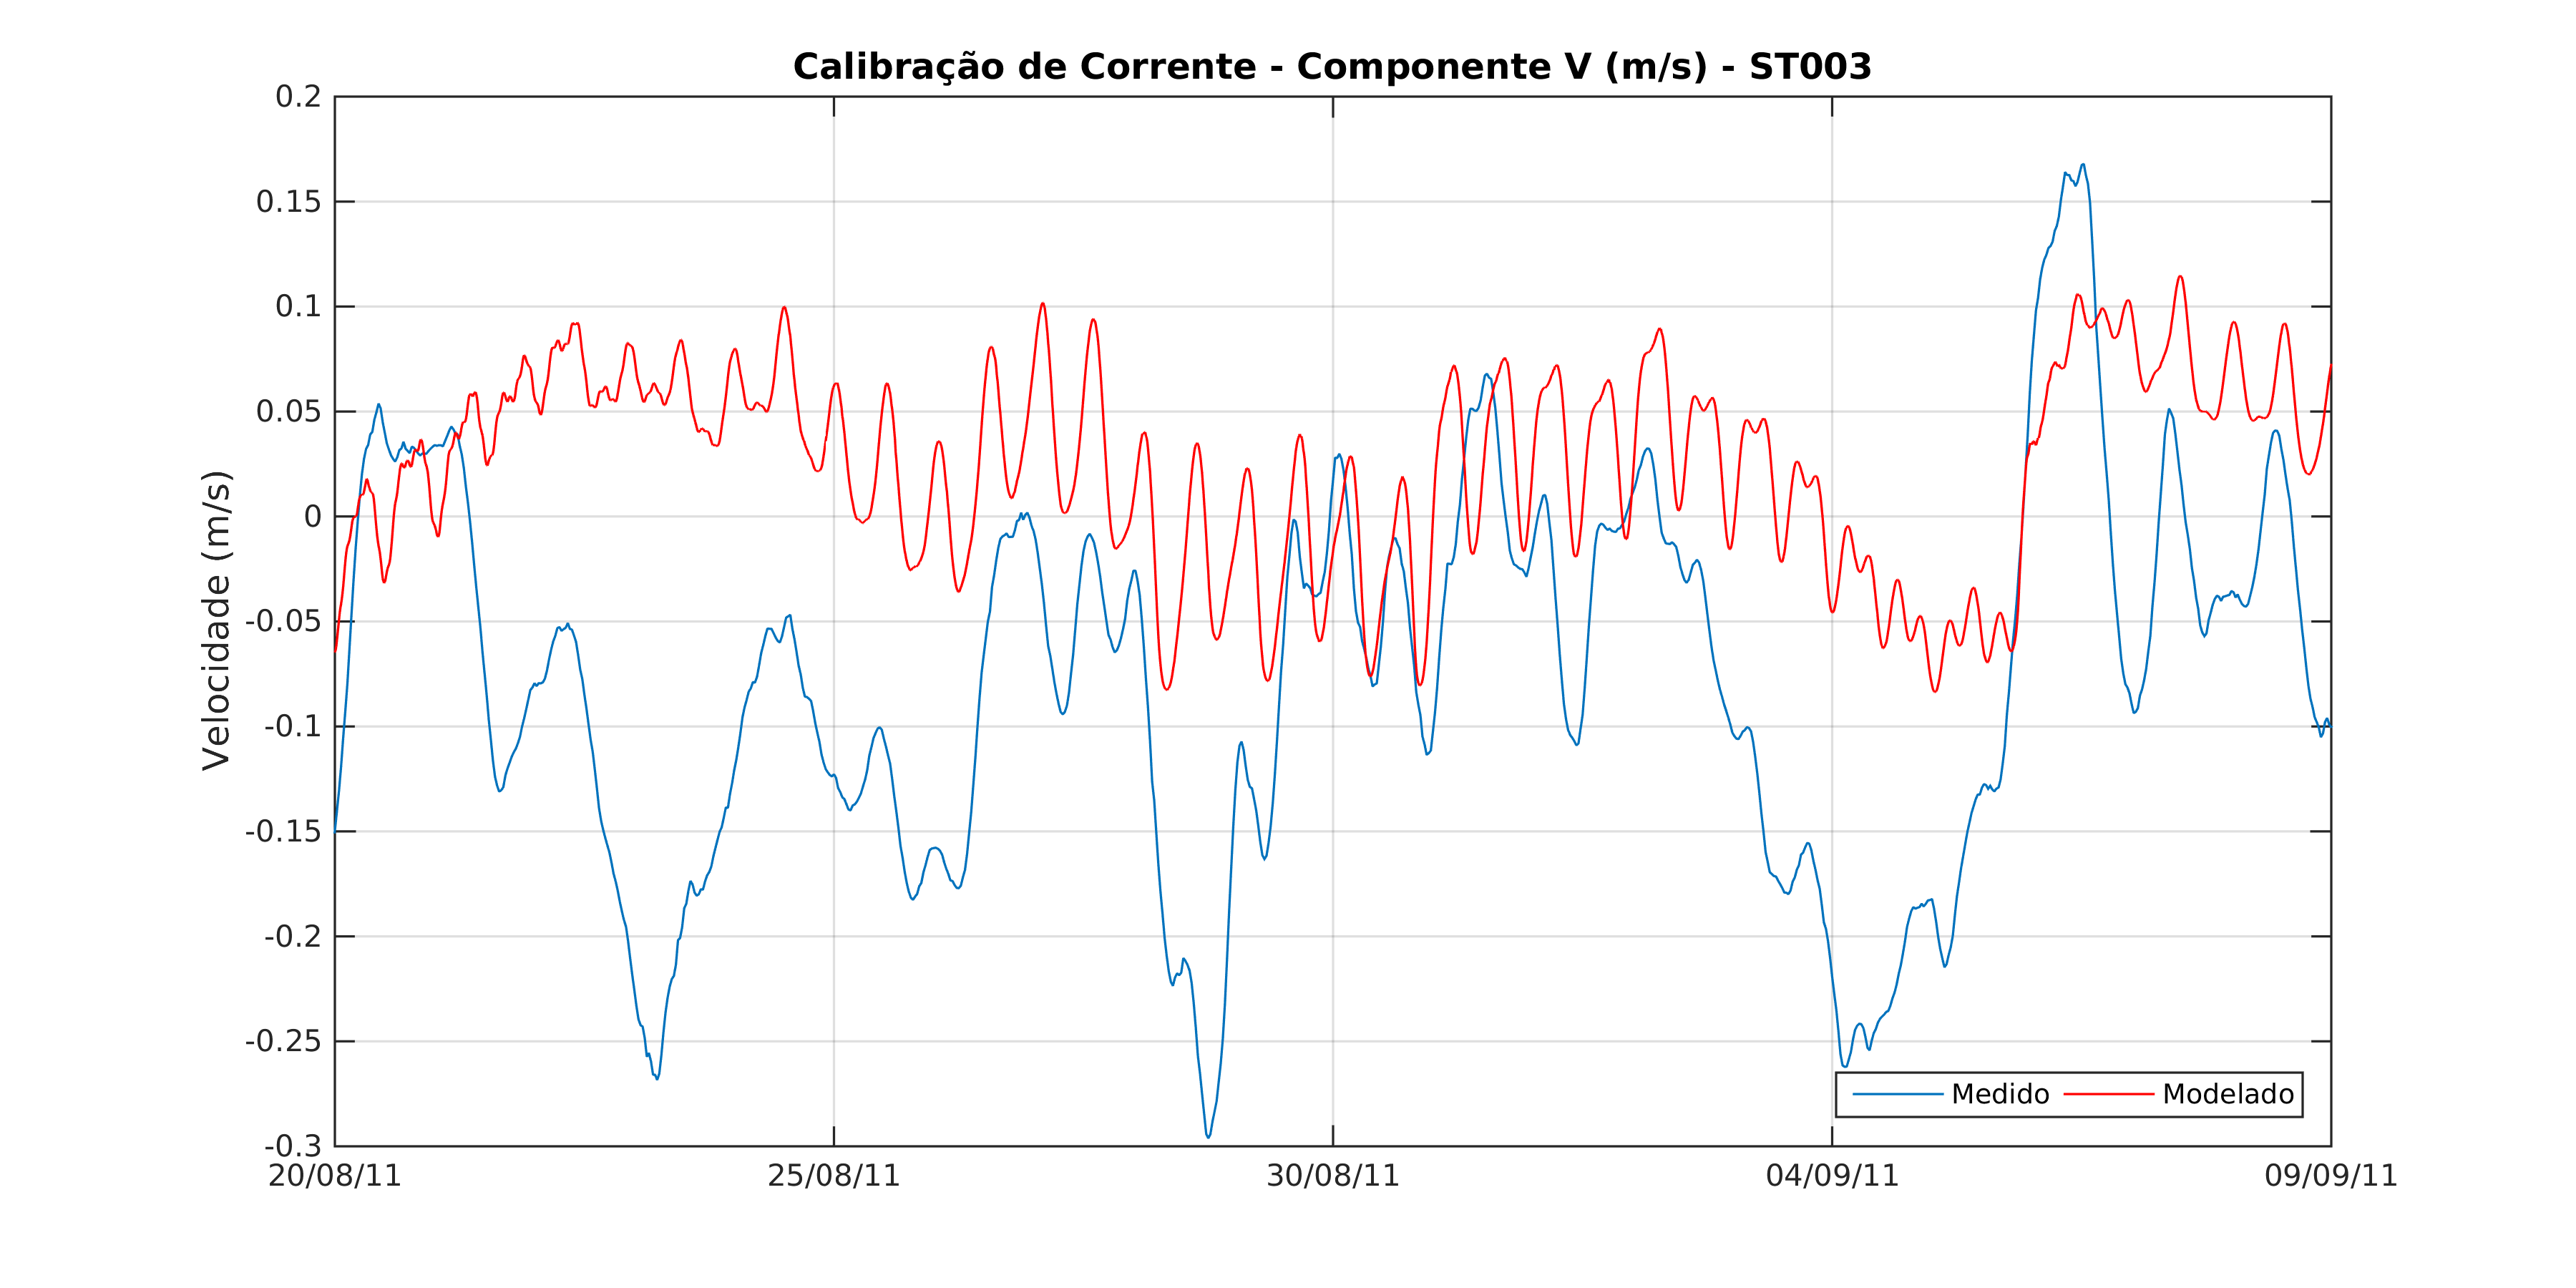 Calibração de Corrente - Componente V (m/s) - ST003
Velocidade (m/s)
0.2
0.15
0.1
0.05
0
-0.05
-0.1
-0.15
-0.2
-0.25
-0.3
20/08/11 25/08/11 30/08/11 04/09/11 09/09/11
Medido Modelado